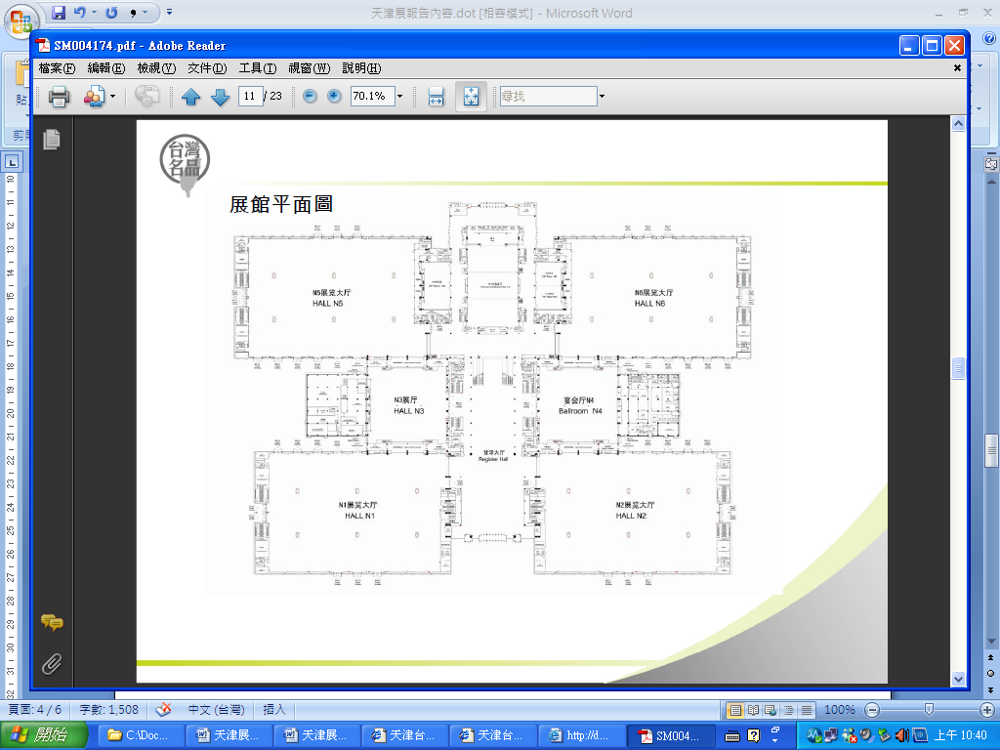 天津展報告內容.dot [相容模式] - Microsoft Word
SM004174.pdf - Adobe Reader
檔案(F) 編輯(E) 檢視(V) 文件(D) 工具(T) 視窗(W) 說明(H)
11 / 23 70.1% 尋找
台灣
名品
展館平面圖
N5展览大厅
HALL N5
N6展览大厅
HALL N6
N3展厅
HALL N3
宴会厅N4
Ballroom N4
登录大厅
Register Hall
N1展览大厅
HALL N1
N2展览大厅
HALL N2
頁面: 4 / 6 字數: 1,508 中文 (台灣) 插入 100%
開始 C:\Doc... 天津展... 天津展... 天津台... 天津台... http://d... SM004... 上午 10:40